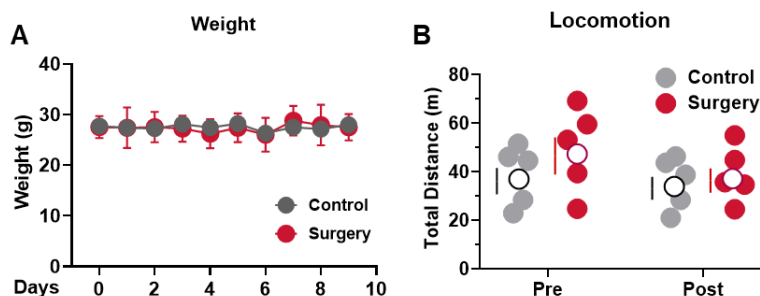 A
Weight
Weight (g)
40
30
20
10
0
Control
Surgery
Days
0
2
4
6
8
10
B
Locomotion
Total Distance (m)
80
60
40
20
0
Control
Surgery
Pre
Post